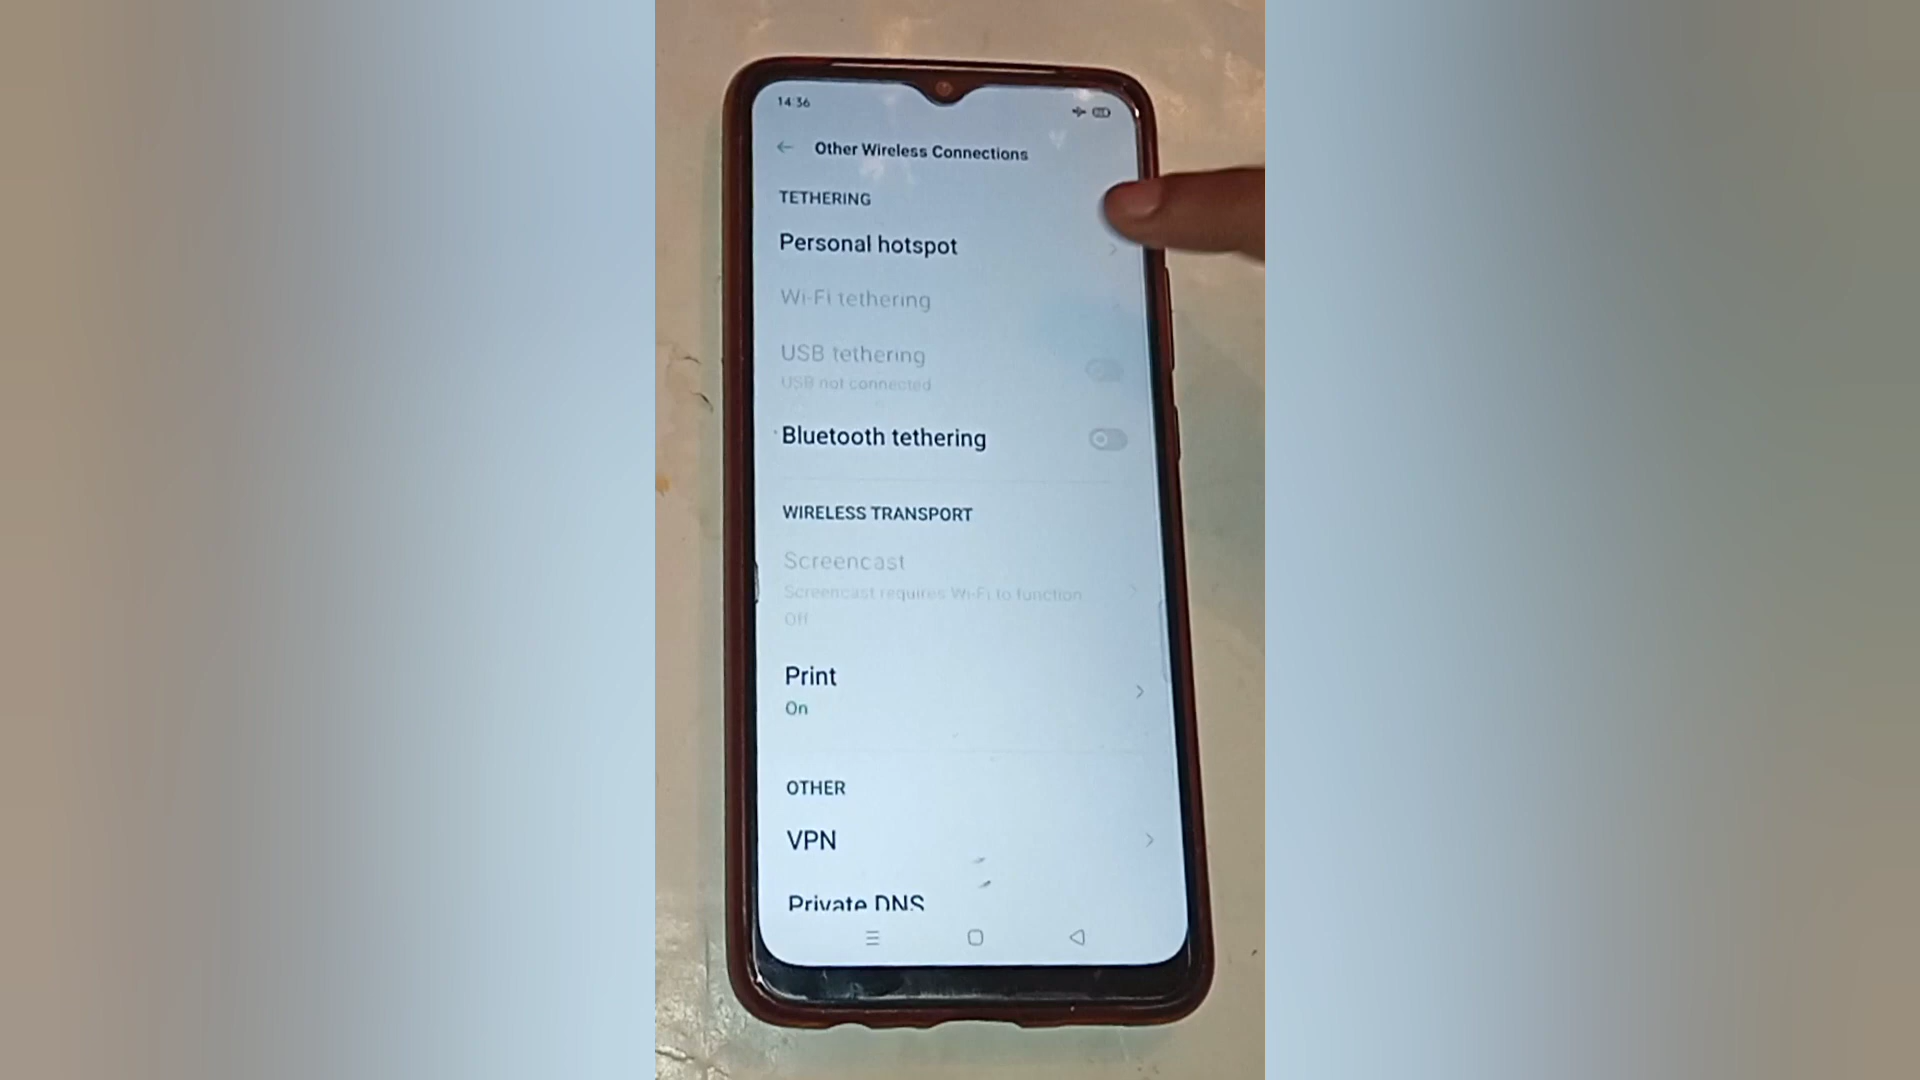 14:36
Other Wireless Connections
TETHERING
Personal hotspot
Wi-Fi tethering
USB tethering
USB not connected
Bluetooth tethering
WIRELESS TRANSPORT
Screencast
Screencast requires Wi-Fi to function
Off
Print
On
OTHER
VPN
Private DNS